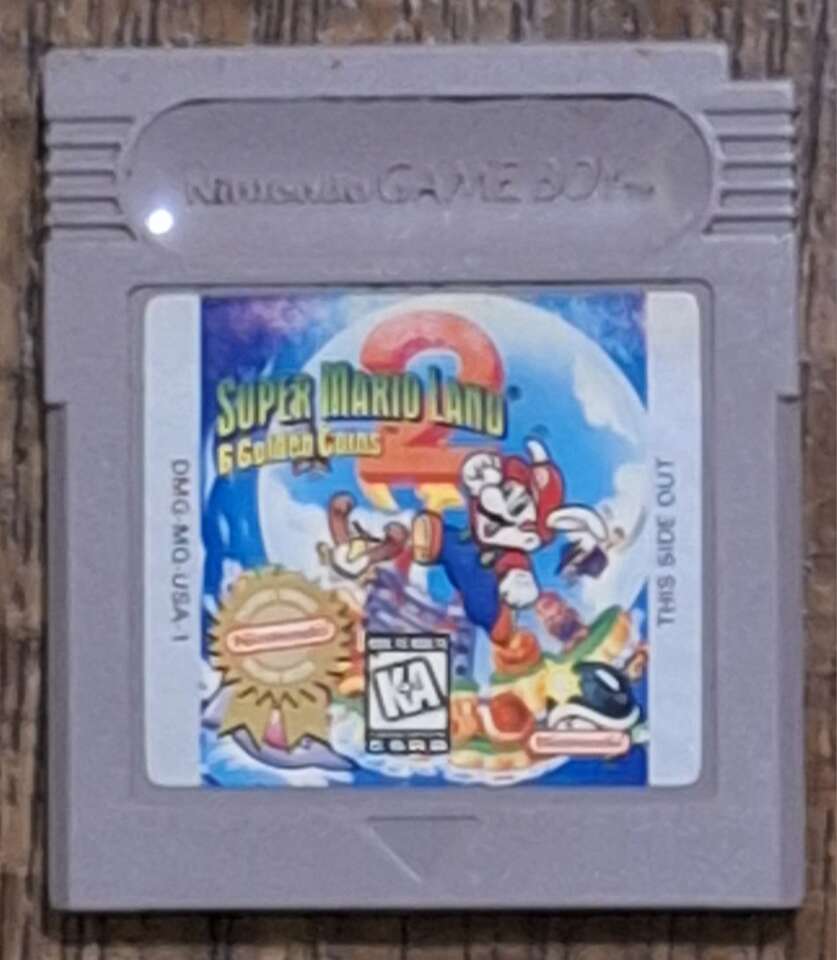 Nintendo GAME BOY TM
2
SUPER MARIO LAND®
6 Golden Coins
DMG-MQ-USA-1
THIS SIDE OUT
Nintendo
K-A
Nintendo